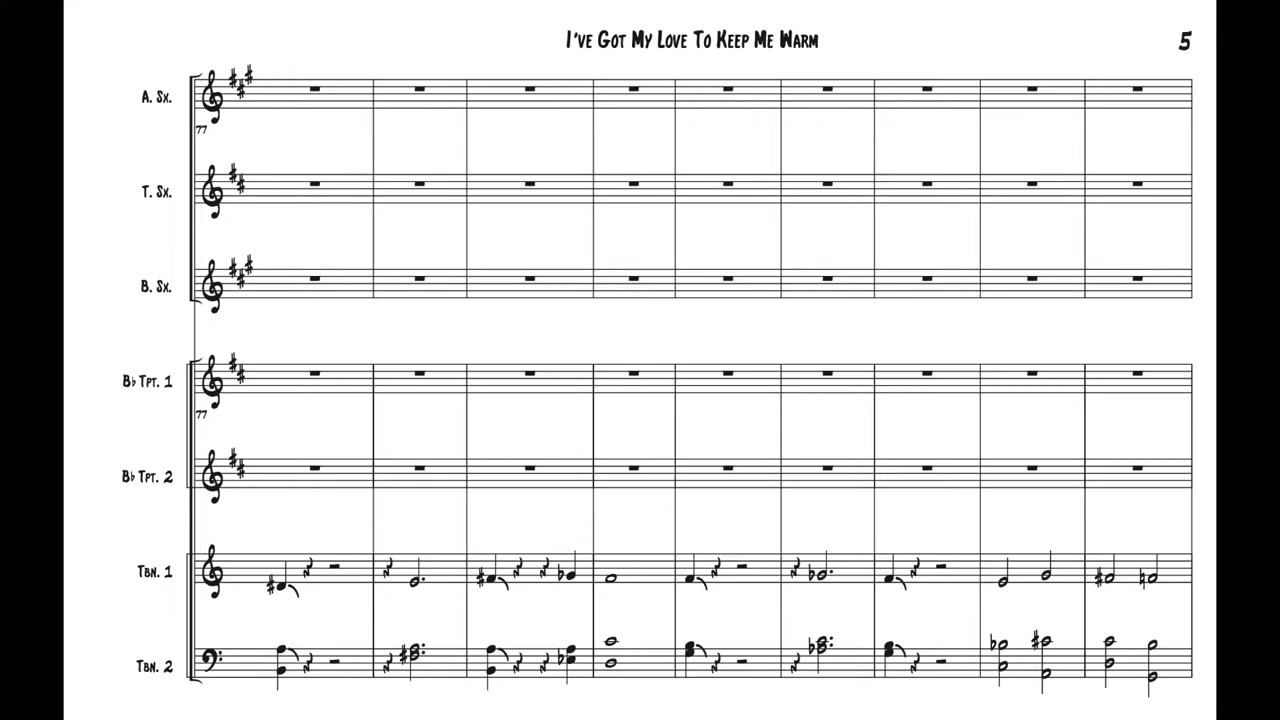 I've Got My Love To Keep Me Warm
5
A. Sx.
77
T. Sx.
B. Sx.
B♭ Tpt. 1
77
B♭ Tpt. 2
Tbn. 1
Tbn. 2